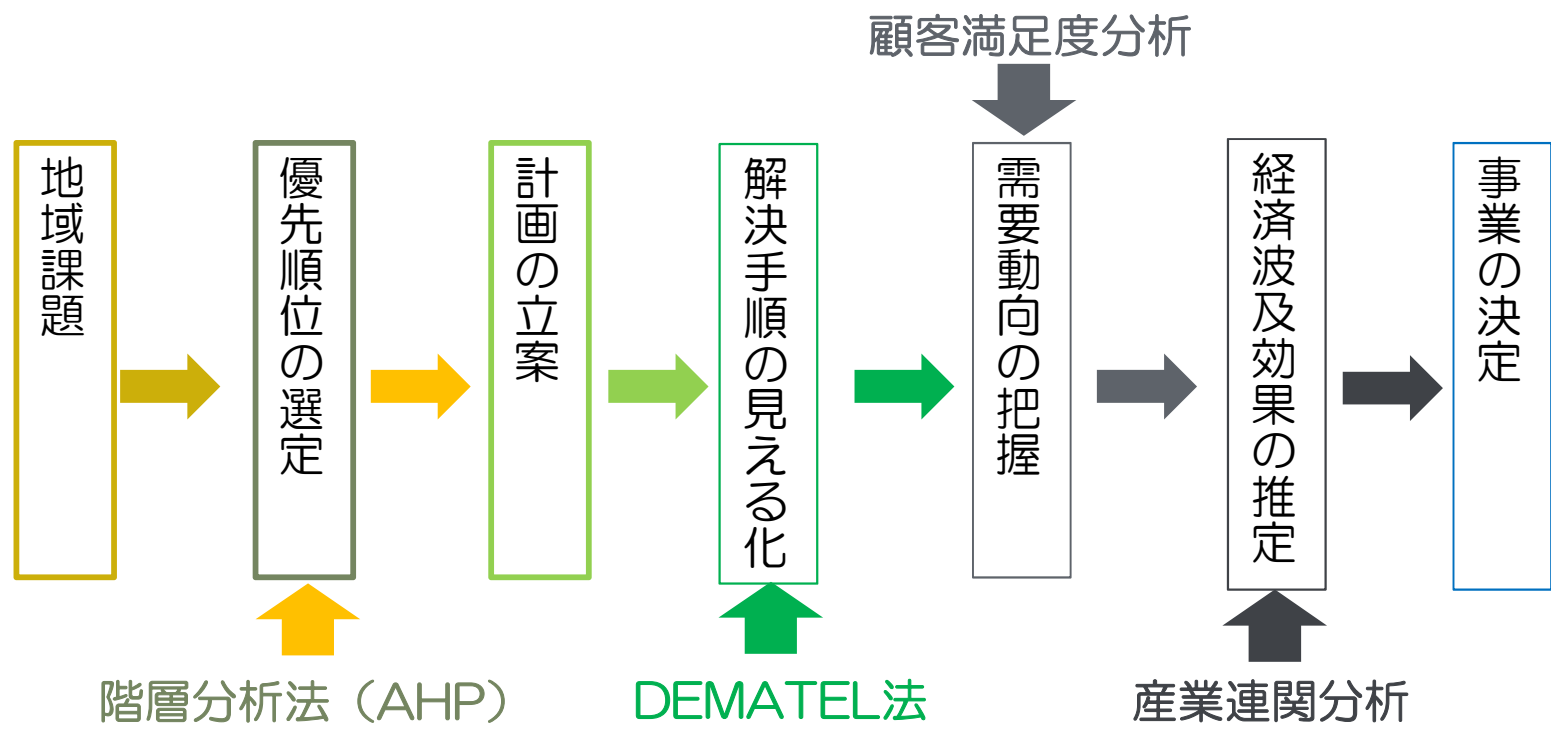 顧客満足度分析
地域課題
優先順位の選定
計画の立案
解決手順の見える化
需要動向の把握
経済波及効果の推定
事業の決定
階層分析法（AHP）
DEMATEL法
産業連関分析